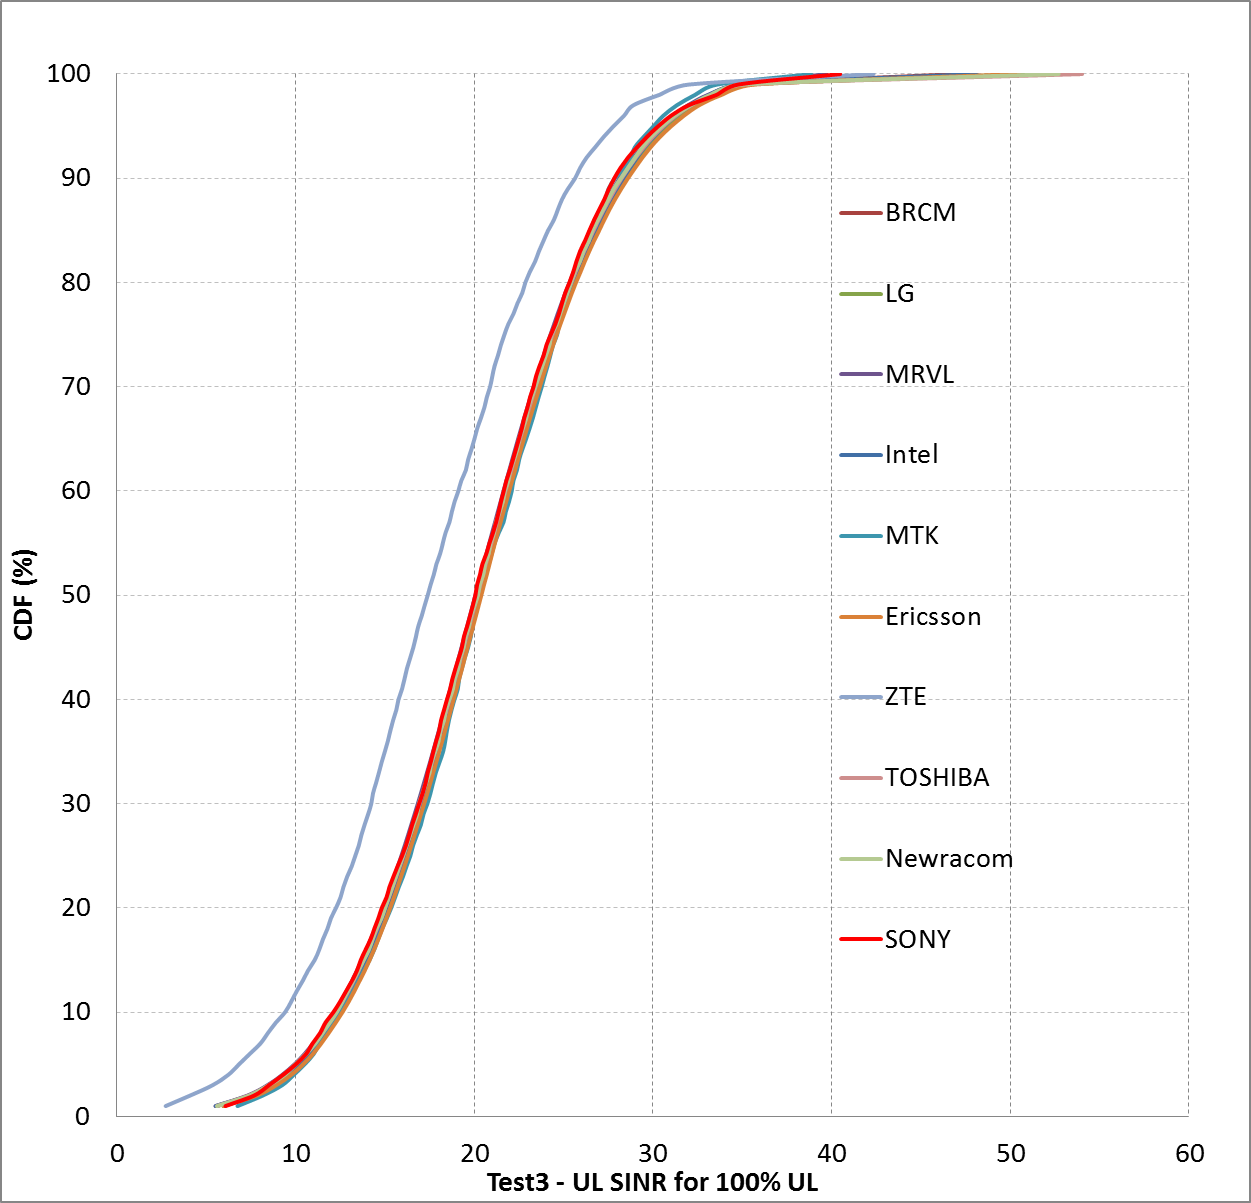 100
90
80
70
60
50
40
30
20
10
0
CDF (%)
BRCM
LG
MRVL
Intel
MTK
Ericsson
ZTE
TOSHIBA
Newracom
SONY
0 10 20 30 40 50 60
Test3 - UL SINR for 100% UL